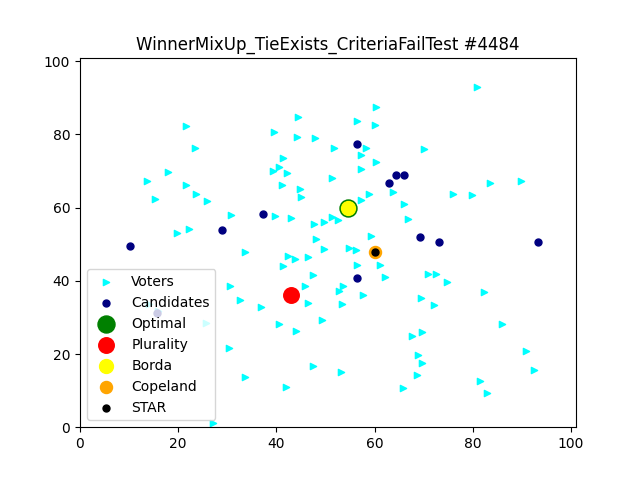 WinnerMixUp_TieExists_CriteriaFailTest #4484
100
80
60
40
20
0
Voters
Candidates
Optimal
Plurality
Borda
Copeland
STAR
0 20 40 60 80 100